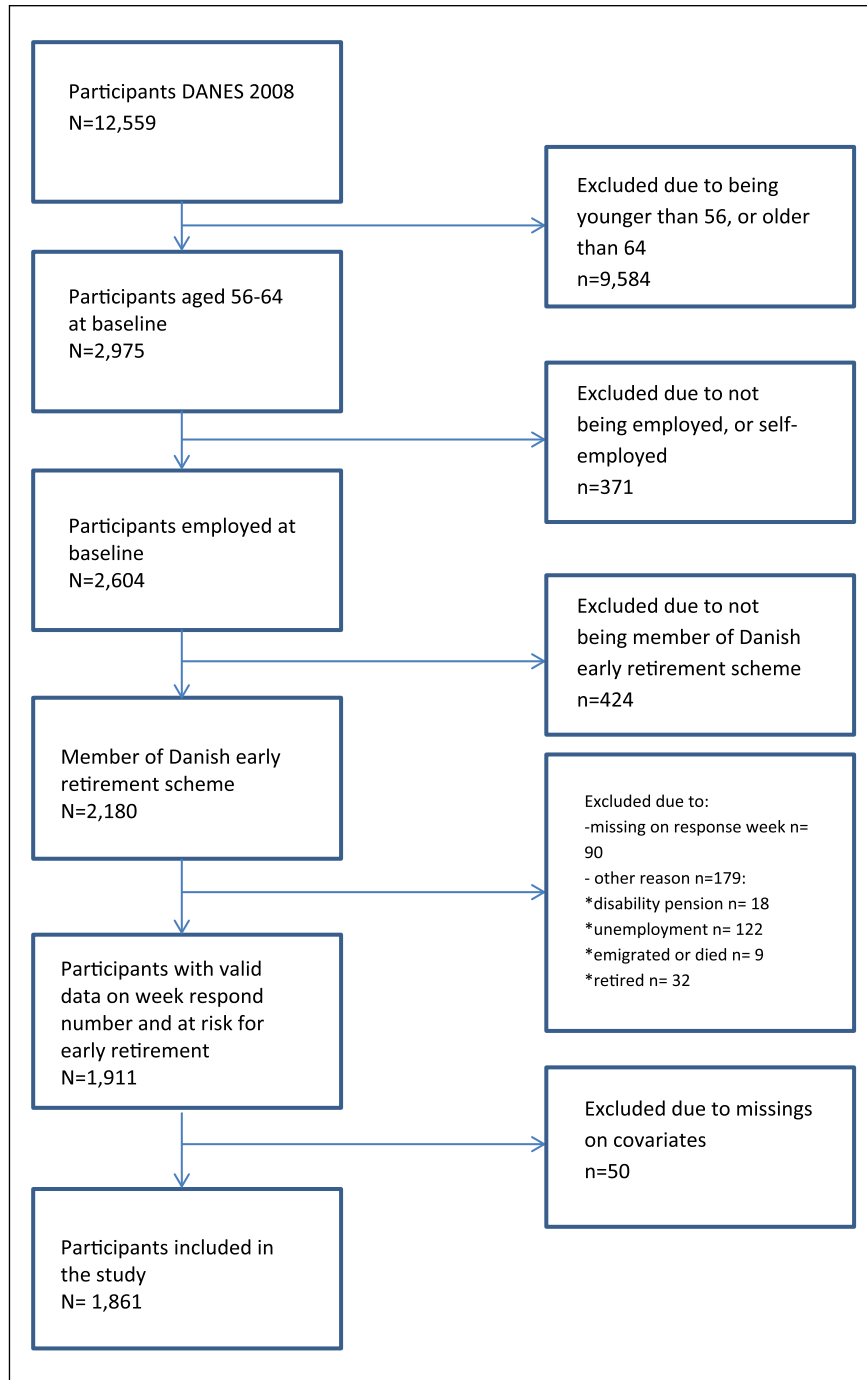 Participants DANES 2008
N=12,559
Excluded due to being
younger than 56, or older
than 64
n=9,584
Participants aged 56-64
at baseline
N=2,975
Excluded due to not
being employed, or self-
employed
n=371
Participants employed at
baseline
N=2,604
Excluded due to not
being member of Danish
early retirement scheme
n=424
Member of Danish early
retirement scheme
N=2,180
Excluded due to:
-missing on response week n=
90
- other reason n=179:
*disability pension n= 18
*unemployment n= 122
*emigrated or died n= 9
*retired n= 32
Participants with valid
data on week respond
number and at risk for
early retirement
N=1,911
Excluded due to missings
on covariates
n=50
Participants included in
the study
N= 1,861